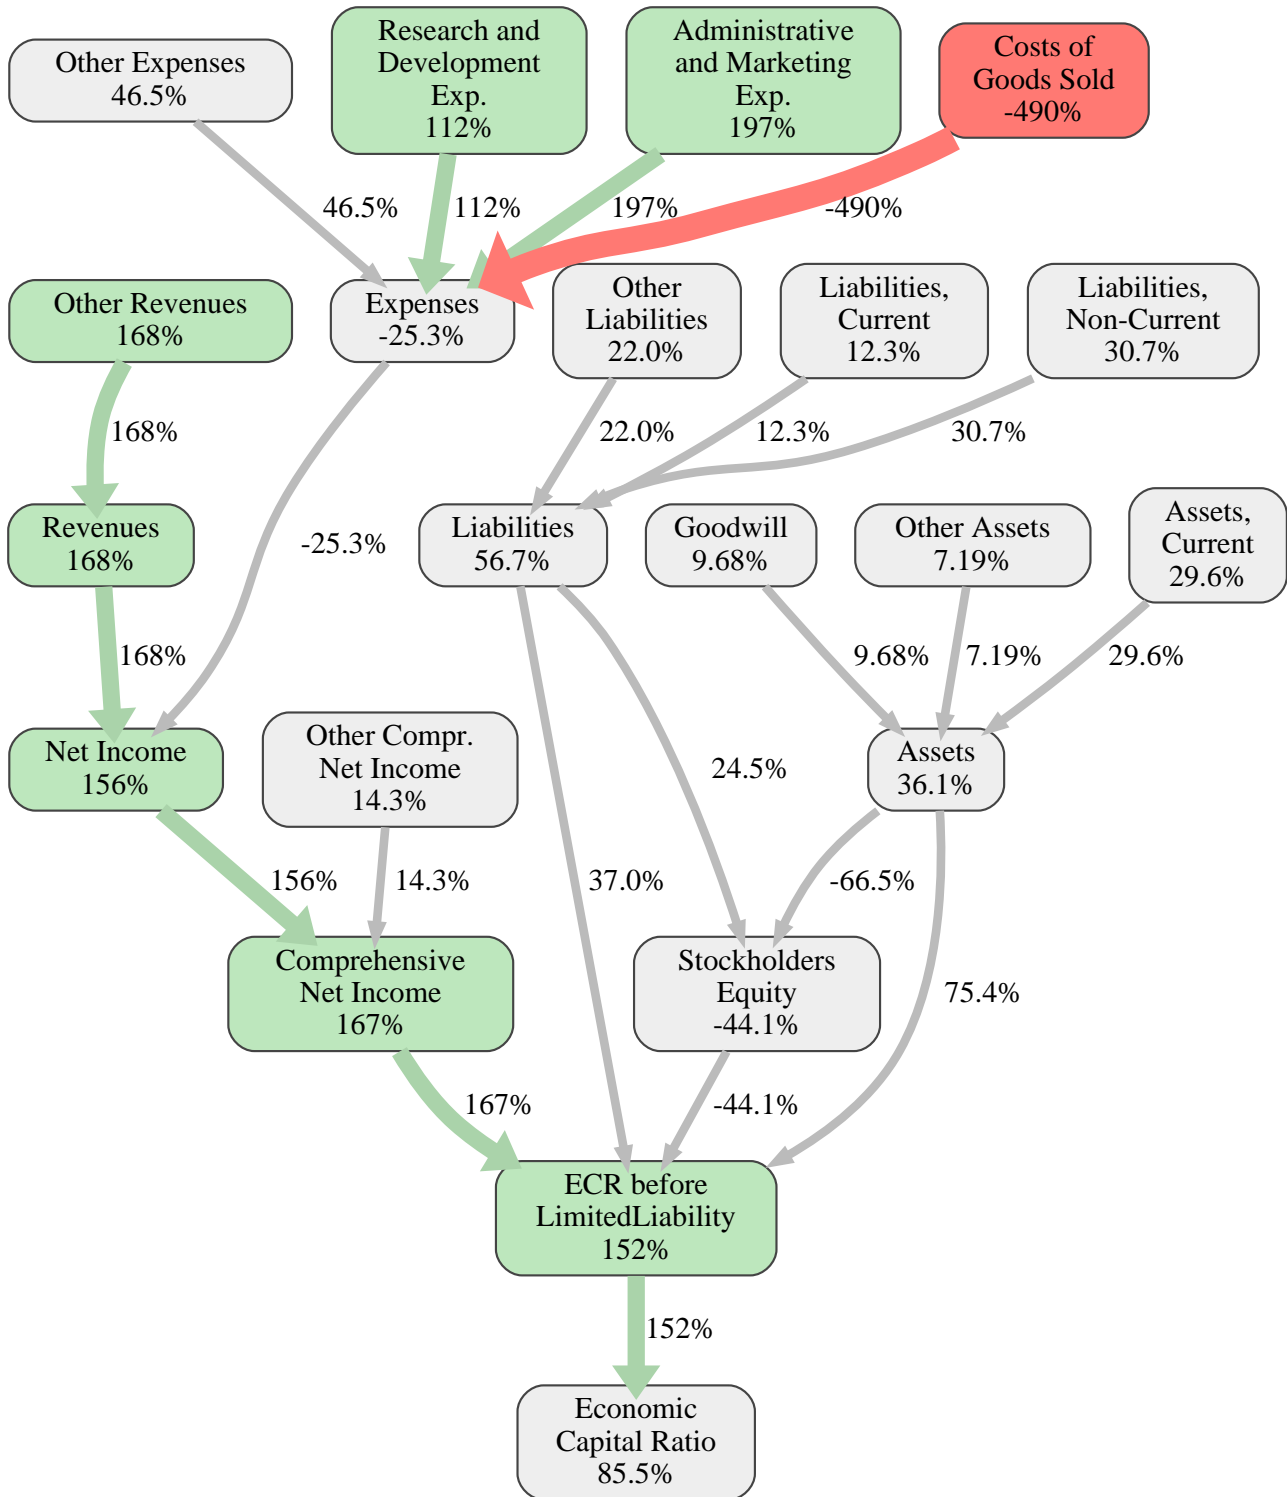 Other Expenses
46.5%
Research and
Development
Exp.
112%
Administrative
and Marketing
Exp.
197%
Costs of
Goods Sold
-490%
46.5%
112%
197%
-490%
Other Revenues
168%
Expenses
-25.3%
Other
Liabilities
22.0%
Liabilities,
Current
12.3%
Liabilities,
Non-Current
30.7%
168%
22.0%
12.3%
30.7%
-25.3%
Revenues
168%
Liabilities
56.7%
Goodwill
9.68%
Other Assets
7.19%
Assets,
Current
29.6%
168%
9.68%
7.19%
29.6%
Net Income
156%
Other Compr.
Net Income
14.3%
24.5%
Assets
36.1%
156%
14.3%
37.0%
-66.5%
Comprehensive
Net Income
167%
Stockholders
Equity
-44.1%
75.4%
167%
-44.1%
ECR before
LimitedLiability
152%
152%
Economic
Capital Ratio
85.5%